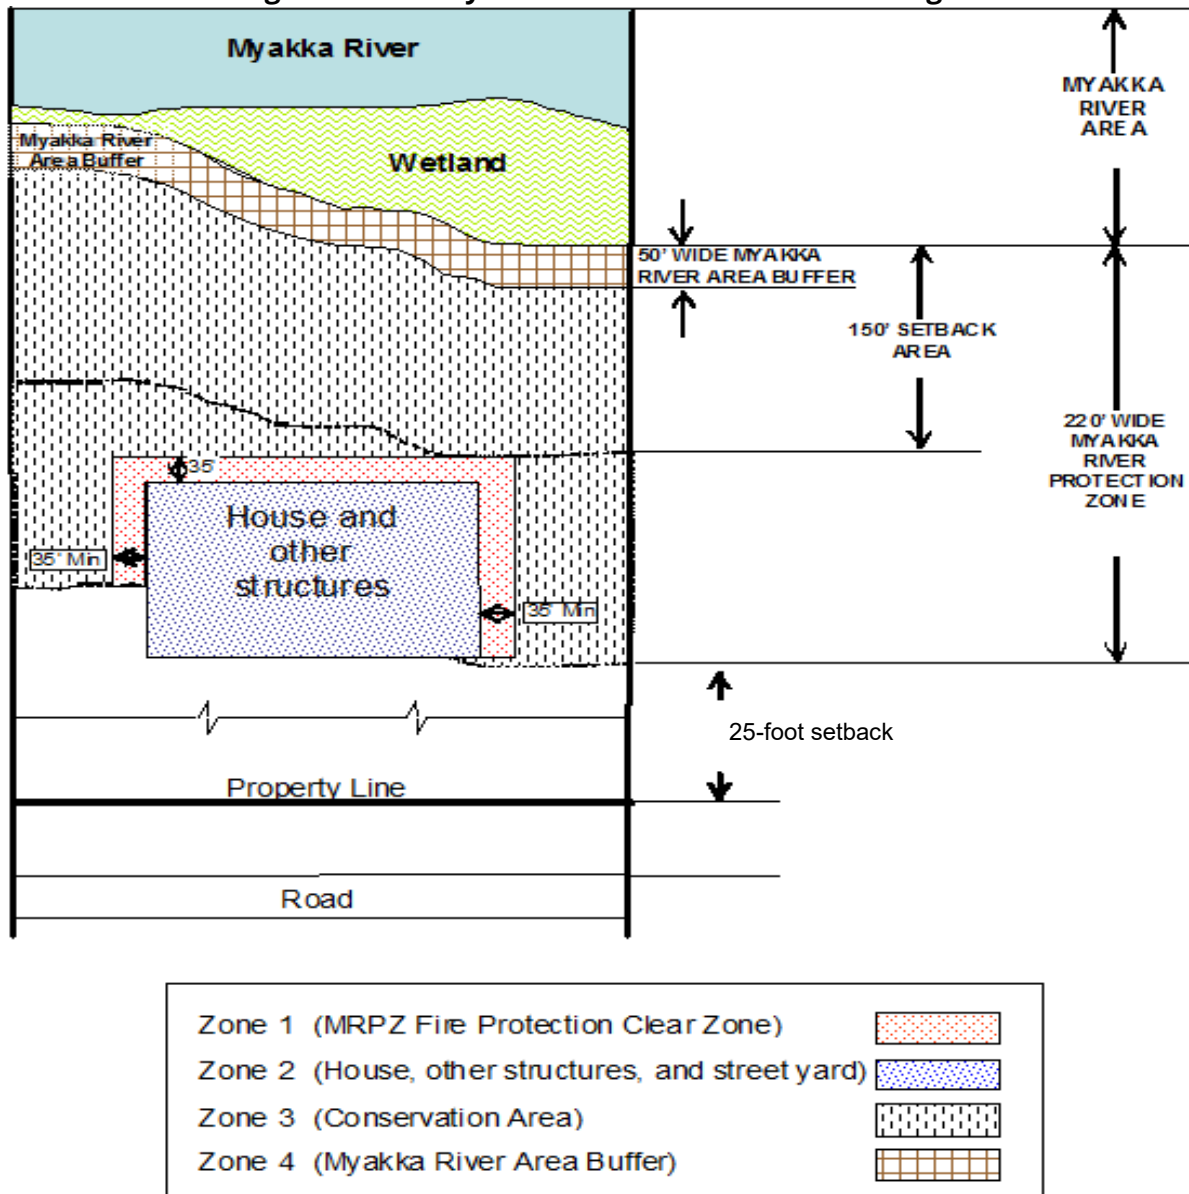 Myakka River
MYAKKA
RIVER
AREA
Myakka River
Area Buffer
Wetland
50' WIDE MYAKKA
RIVER AREA BUFFER
150' SETBACK
AREA
220' WIDE
MYAKKA
RIVER
PROTECTION
ZONE
35'
House and
other
structures
35' Min
35' Min
25-foot setback
Property Line
Road
Zone 1 (MRPZ Fire Protection Clear Zone)
Zone 2 (House, other structures, and street yard)
Zone 3 (Conservation Area)
Zone 4 (Myakka River Area Buffer)